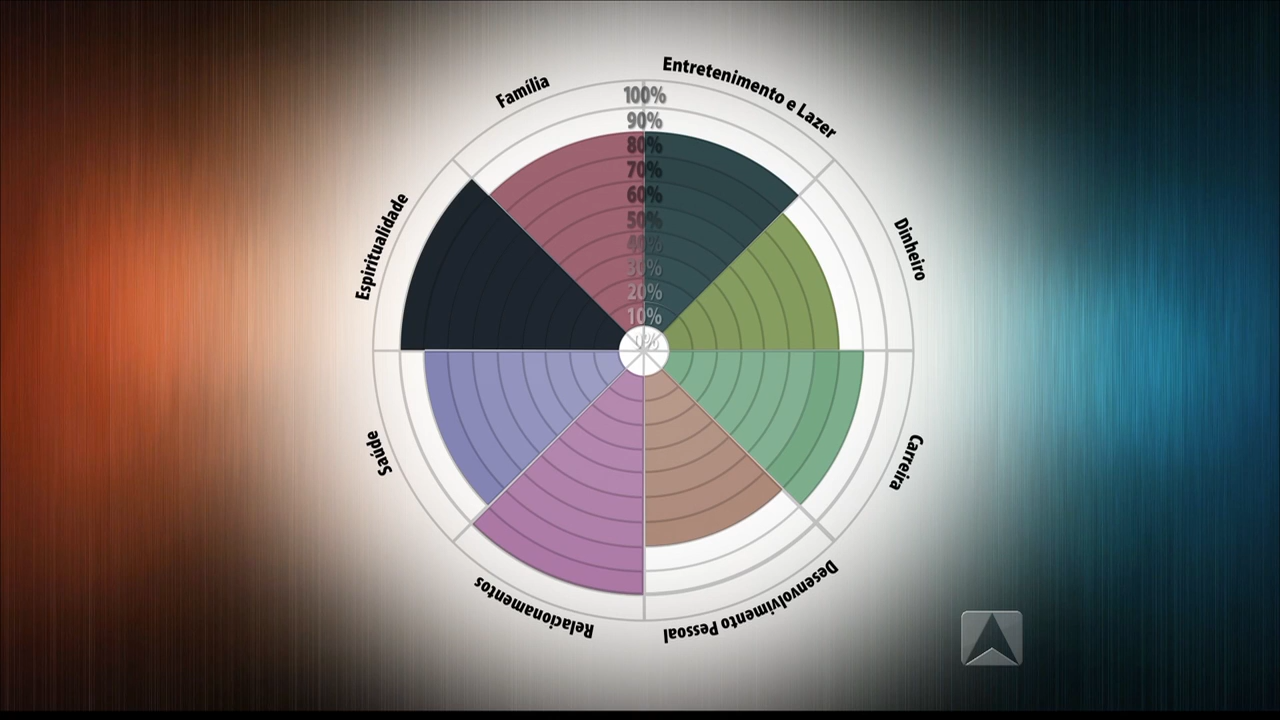 Entretenimento e Lazer
Dinheiro
Carreira
Desenvolvimento Pessoal
Relacionamentos
Saúde
Espiritualidade
Família
100%
90%
80%
70%
60%
50%
40%
30%
20%
10%
0%